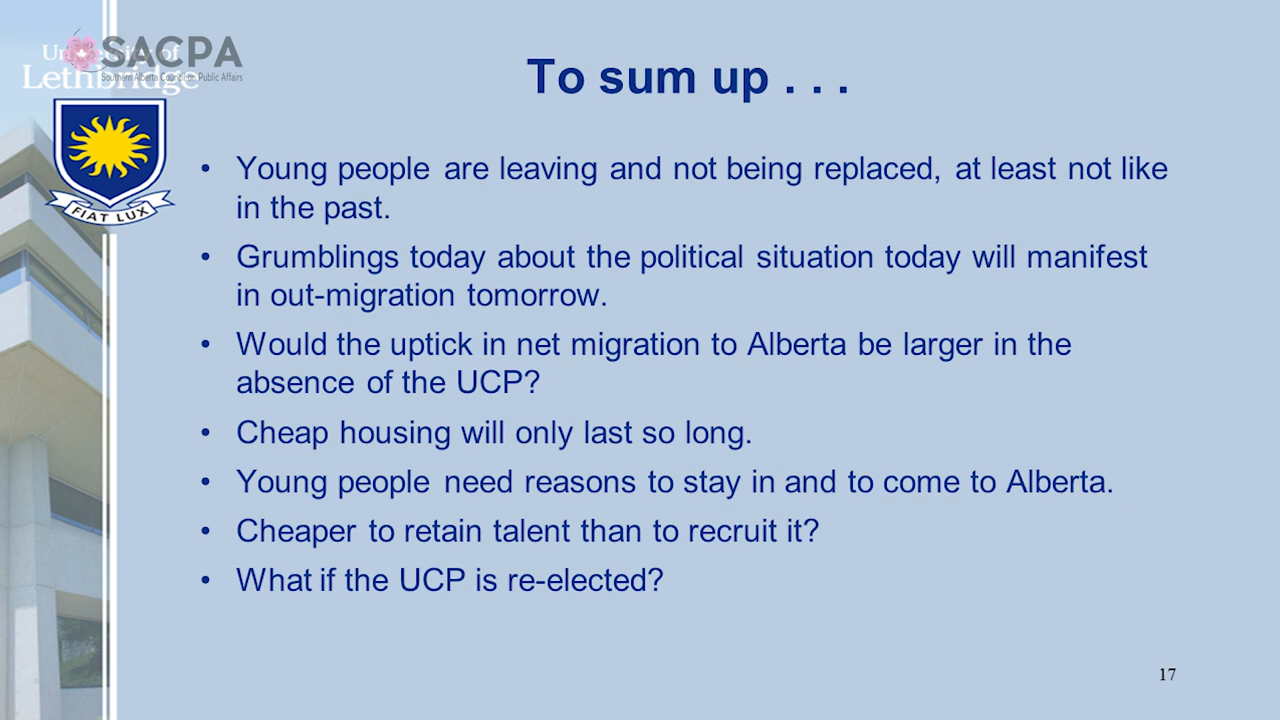 University of
Lethbridge
SACPA
Southern Alberta Council on Public Affairs
FIAT LUX
To sum up . . .
• Young people are leaving and not being replaced, at least not like
in the past.
• Grumblings today about the political situation today will manifest
in out-migration tomorrow.
• Would the uptick in net migration to Alberta be larger in the
absence of the UCP?
• Cheap housing will only last so long.
• Young people need reasons to stay in and to come to Alberta.
• Cheaper to retain talent than to recruit it?
• What if the UCP is re-elected?
17